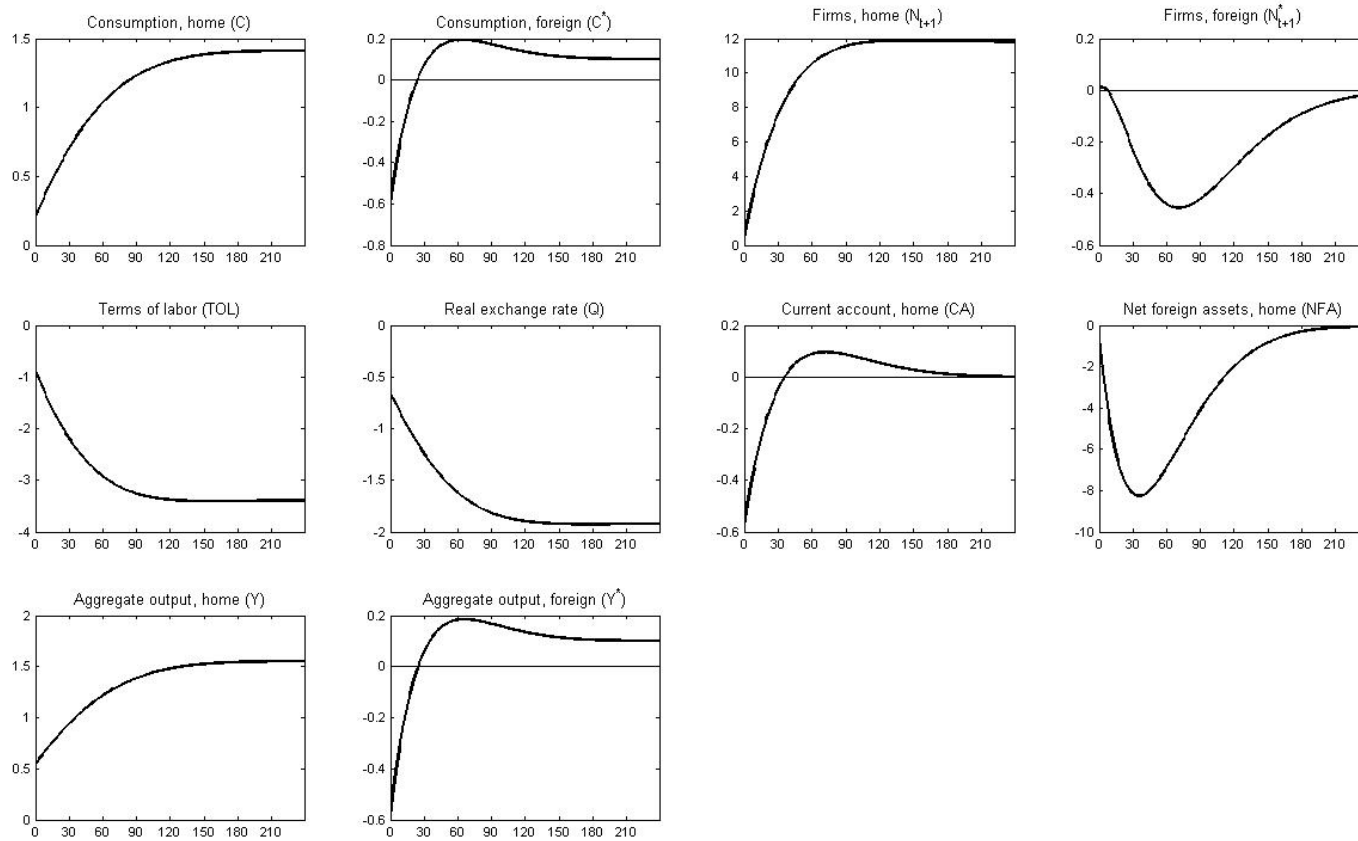 Consumption, home (C)
1.5
1
0.5
0
0 30 60 90 120 150 180 210
Consumption, foreign (C*)
0.2
0
-0.2
-0.4
-0.6
-0.8
0 30 60 90 120 150 180 210
Firms, home (N_{t+1})
12
10
8
6
4
2
0
0 30 60 90 120 150 180 210
Firms, foreign (N*_{t+1})
0.2
0
-0.2
-0.4
-0.6
0 30 60 90 120 150 180 210
Terms of labor (TOL)
0
-1
-2
-3
-4
0 30 60 90 120 150 180 210
Real exchange rate (Q)
0
-0.5
-1
-1.5
-2
0 30 60 90 120 150 180 210
Current account, home (CA)
0.2
0
-0.2
-0.4
-0.6
0 30 60 90 120 150 180 210
Net foreign assets, home (NFA)
0
-2
-4
-6
-8
-10
0 30 60 90 120 150 180 210
Aggregate output, home (Y)
2
1.5
1
0.5
0
0 30 60 90 120 150 180 210
Aggregate output, foreign (Y*)
0.2
0
-0.2
-0.4
-0.6
0 30 60 90 120 150 180 210